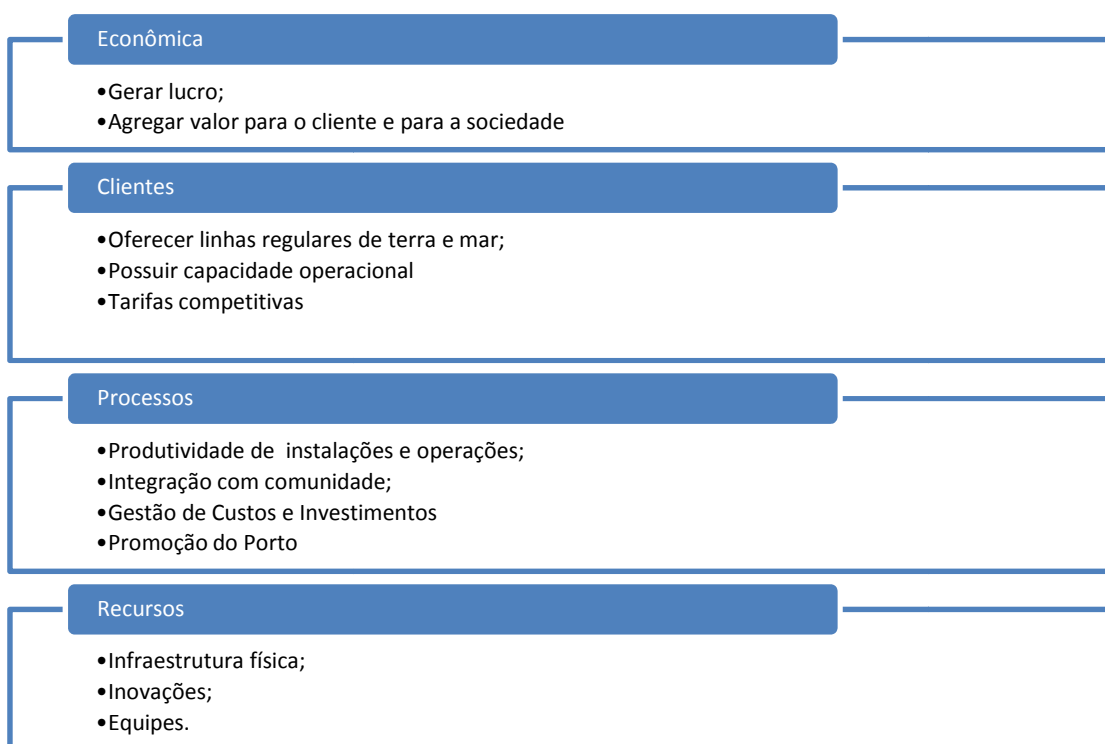 Econômica
•Gerar lucro;
•Agregar valor para o cliente e para a sociedade
Clientes
•Oferecer linhas regulares de terra e mar;
•Possuir capacidade operacional
•Tarifas competitivas
Processos
•Produtividade de  instalações e operações;
•Integração com comunidade;
•Gestão de Custos e Investimentos
•Promoção do Porto
Recursos
•Infraestrutura física;
•Inovações;
•Equipes.